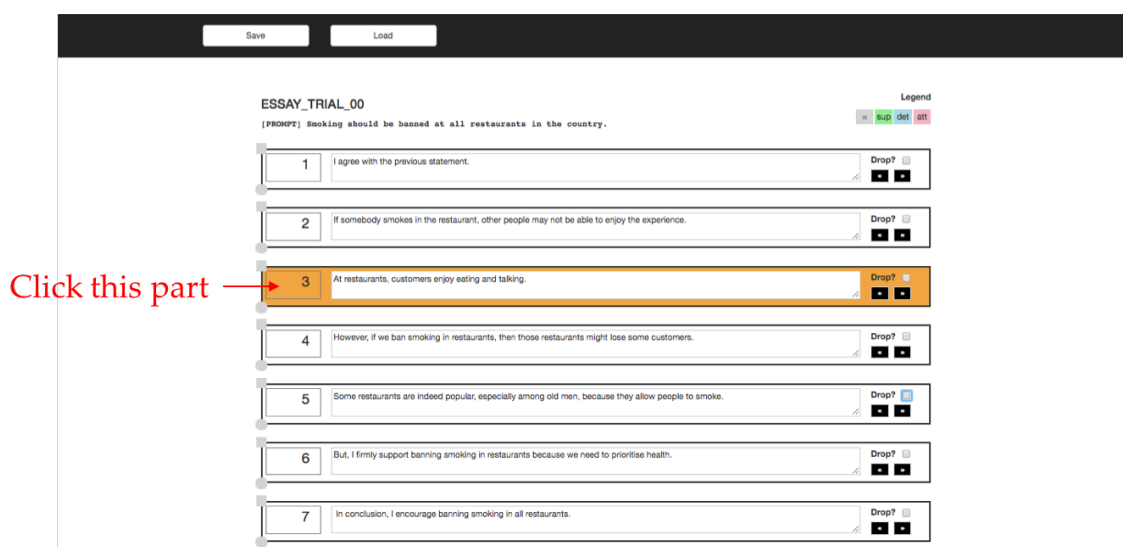 Save Load
Legend
ESSAY_TRIAL_00
= sup det att
[PROMPT] Smoking should be banned at all restaurants in the country.
1 I agree with the previous statement. Drop?
« »
2 If somebody smokes in the restaurant, other people may not be able to enjoy the experience. Drop?
« »
Click this part 3 At restaurants, customers enjoy eating and talking. Drop?
« »
4 However, if we ban smoking in restaurants, then those restaurants might lose some customers. Drop?
« »
5 Some restaurants are indeed popular, especially among old men, because they allow people to smoke. Drop?
« »
6 But, I firmly support banning smoking in restaurants because we need to prioritise health. Drop?
« »
7 In conclusion, I encourage banning smoking in all restaurants. Drop?
« »